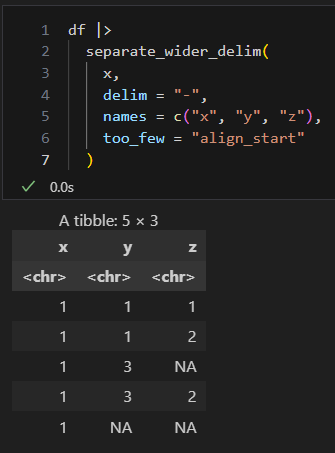 1 df |>
2 separate_wider_delim(
3 x,
4 delim = "-",
5 names = c("x", "y", "z"),
6 too_few = "align_start"
7 )
0.0s
A tibble: 5 × 3
x y z
<chr> <chr> <chr>
1 1 1
1 1 2
1 3 NA
1 3 2
1 NA NA